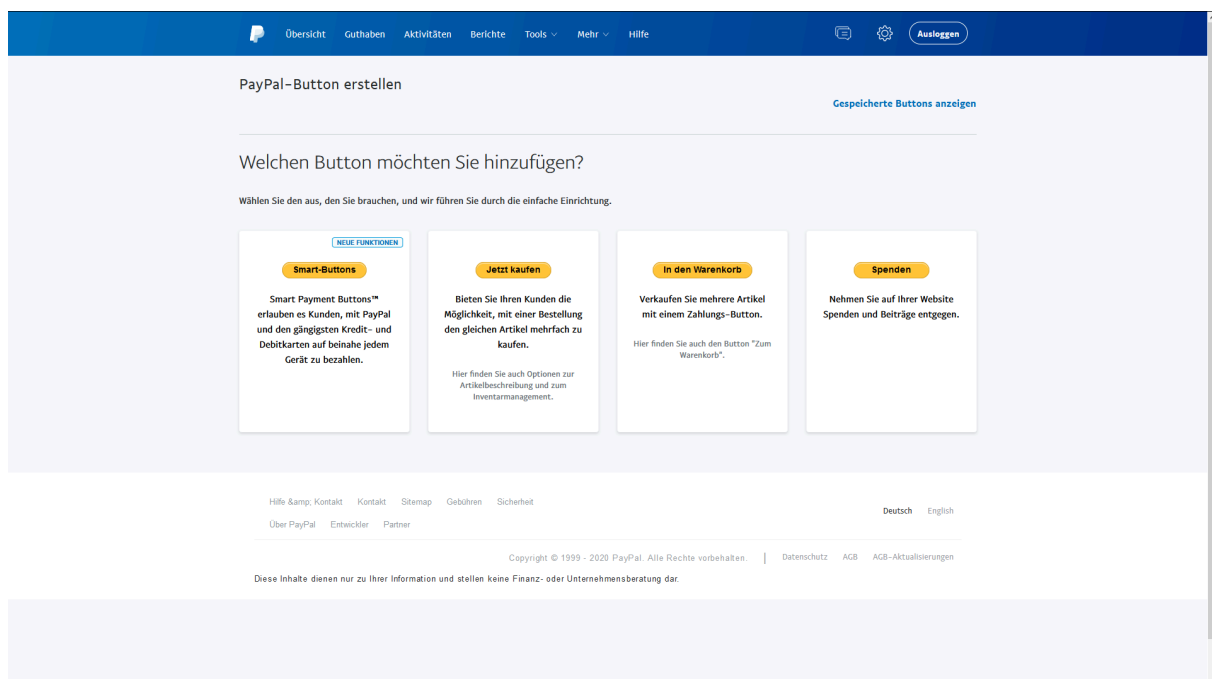 Übersicht Guthaben Aktivitäten Berichte Tools Mehr Hilfe Ausloggen
PayPal-Button erstellen
Gespeicherte Buttons anzeigen
Welchen Button möchten Sie hinzufügen?
Wählen Sie den aus, den Sie brauchen, und wir führen Sie durch die einfache Einrichtung.
NEUE FUNKTIONEN
Smart-Buttons
Smart Payment Buttons™
erlauben es Kunden, mit PayPal
und den gängigsten Kredit- und
Debitkarten auf beinahe jedem
Gerät zu bezahlen.
Jetzt kaufen
Bieten Sie Ihren Kunden die
Möglichkeit, mit einer Bestellung
den gleichen Artikel mehrfach zu
kaufen.
Hier finden Sie auch Optionen zur
Artikelbeschreibung und zum
Inventarmanagement.
In den Warenkorb
Verkaufen Sie mehrere Artikel
mit einem Zahlungs-Button.
Hier finden Sie auch den Button "Zum
Warenkorb".
Spenden
Nehmen Sie auf Ihrer Website
Spenden und Beiträge entgegen.
Hilfe &amp; Kontakt Kontakt Sitemap Gebühren Sicherheit
Über PayPal Entwickler Partner
Deutsch English
Copyright © 1999 - 2020 PayPal. Alle Rechte vorbehalten. | Datenschutz AGB AGB-Aktualisierungen
Diese Inhalte dienen nur zu Ihrer Information und stellen keine Finanz- oder Unternehmensberatung dar.